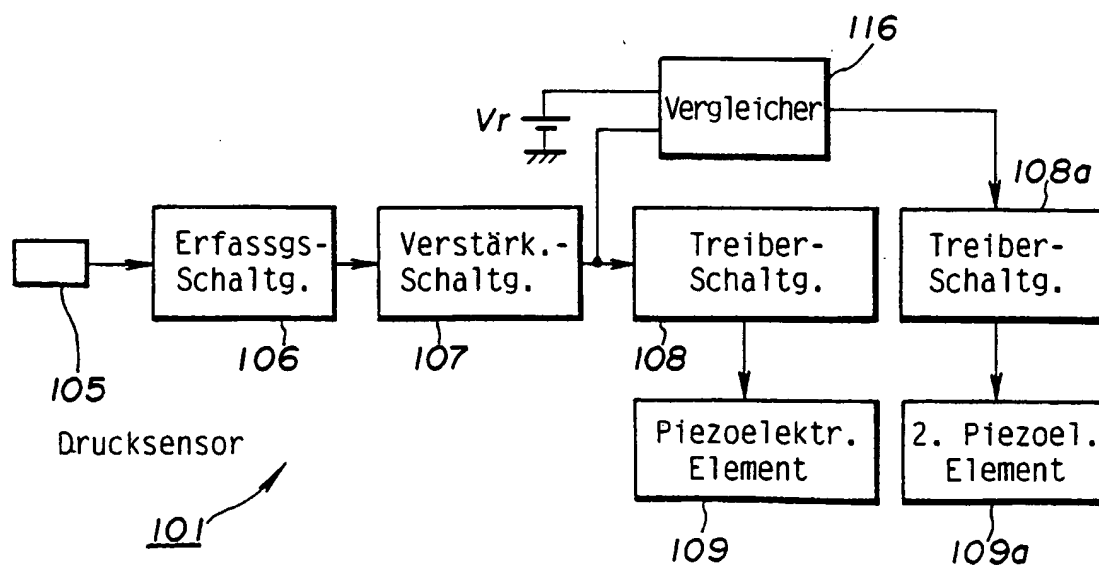 116
Vergleicher
Vr
108a
Erfassgs-
Schaltg.
Verstärk.-
Schaltg.
Treiber-
Schaltg.
Treiber-
Schaltg.
105
106
107
108
Drucksensor
Piezoelektr.
Element
2. Piezoel.
Element
101
109
109a